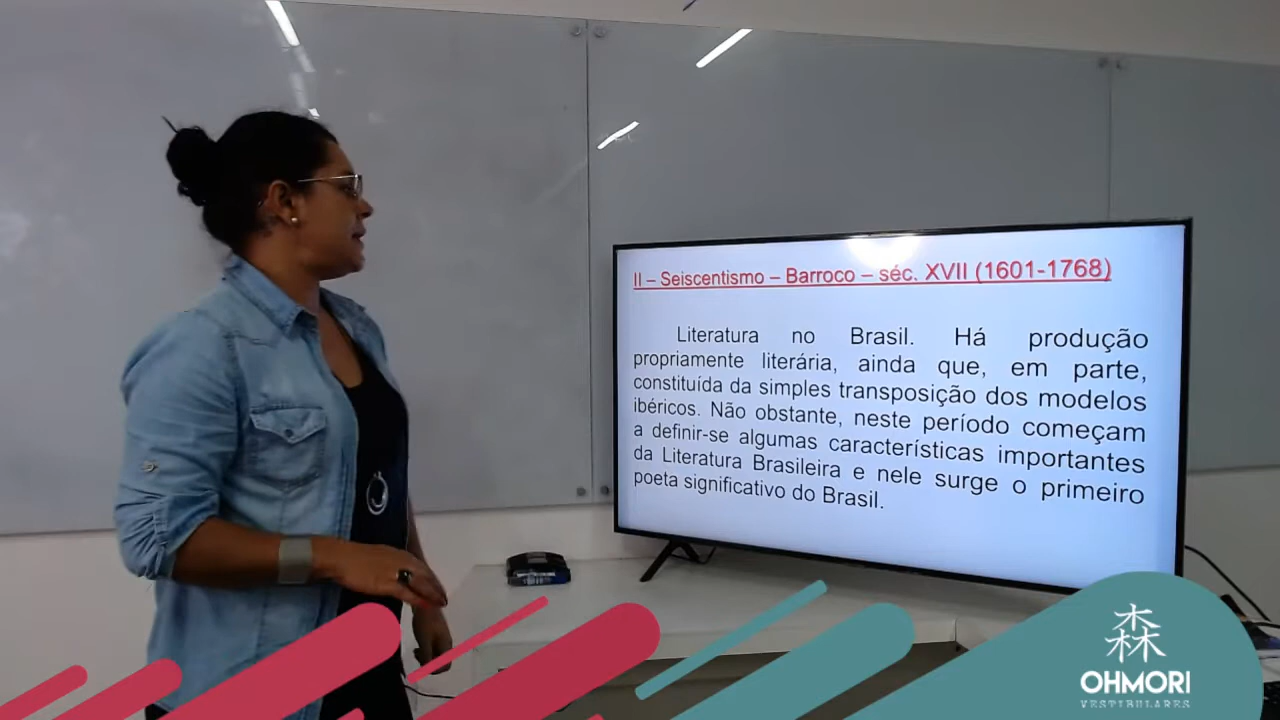 II – Seiscentismo – Barroco – séc. XVII (1601-1768)
Literatura no Brasil. Há produção
propriamente literária, ainda que, em parte,
constituída da simples transposição dos modelos
ibéricos. Não obstante, neste período começam
a definir-se algumas características importantes
da Literatura Brasileira e nele surge o primeiro
poeta significativo do Brasil.
森
OHMORI
VESTIBULARES